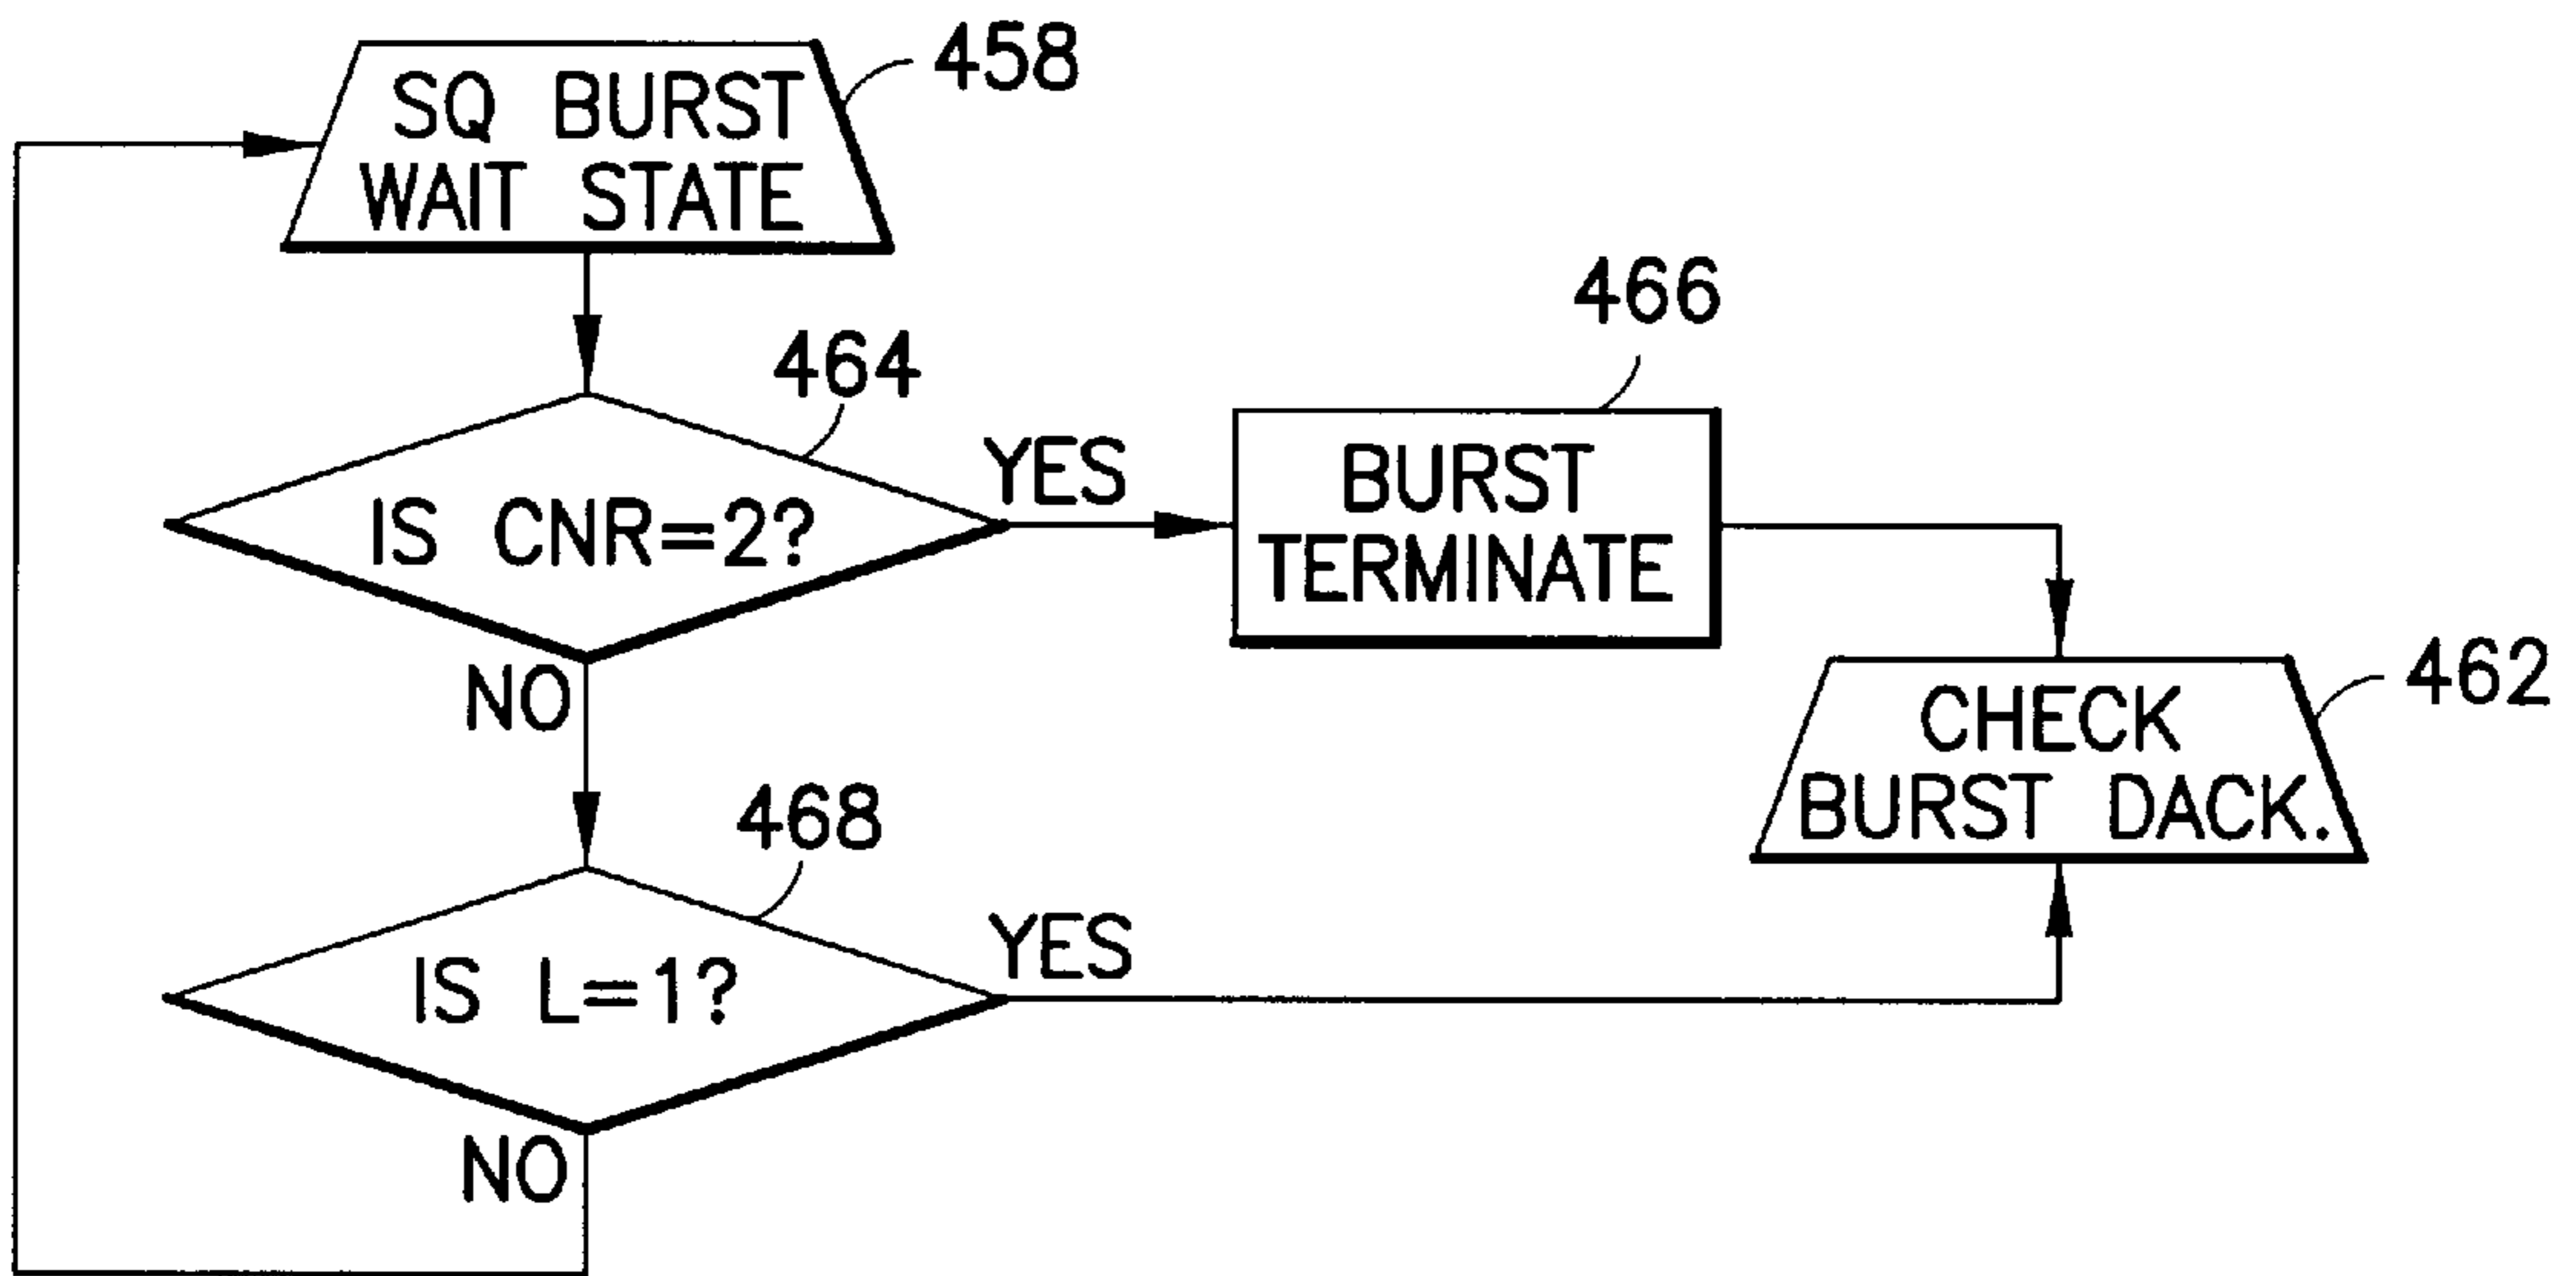 SQ BURST
WAIT STATE
458
464
IS CNR=2?
YES
NO
466
BURST
TERMINATE
462
CHECK
BURST DACK.
468
IS L=1?
YES
NO